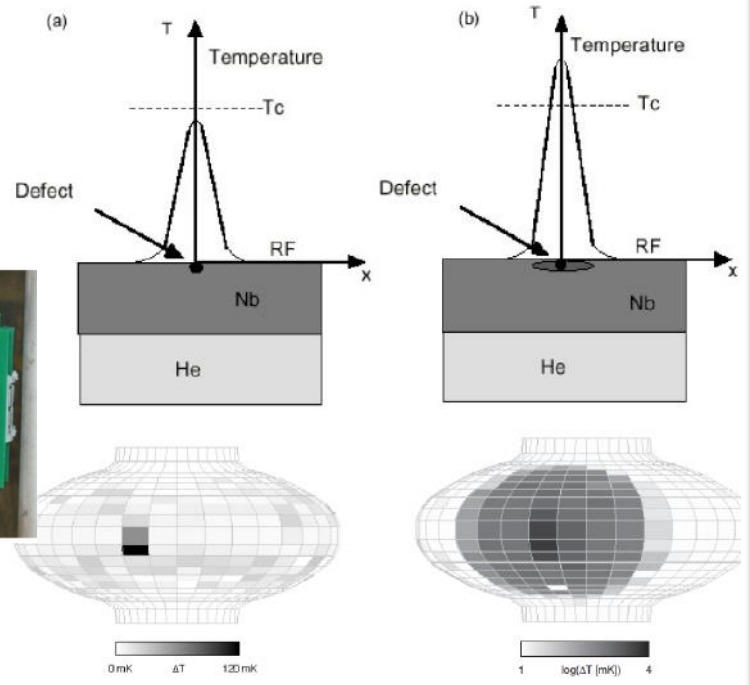 (a)
T
Temperature
Tc
Defect
RF
x
Nb
He
0 mK ΔT 120 mK
(b)
T
Temperature
Tc
Defect
RF
x
Nb
He
1 log(ΔT [mK]) 4